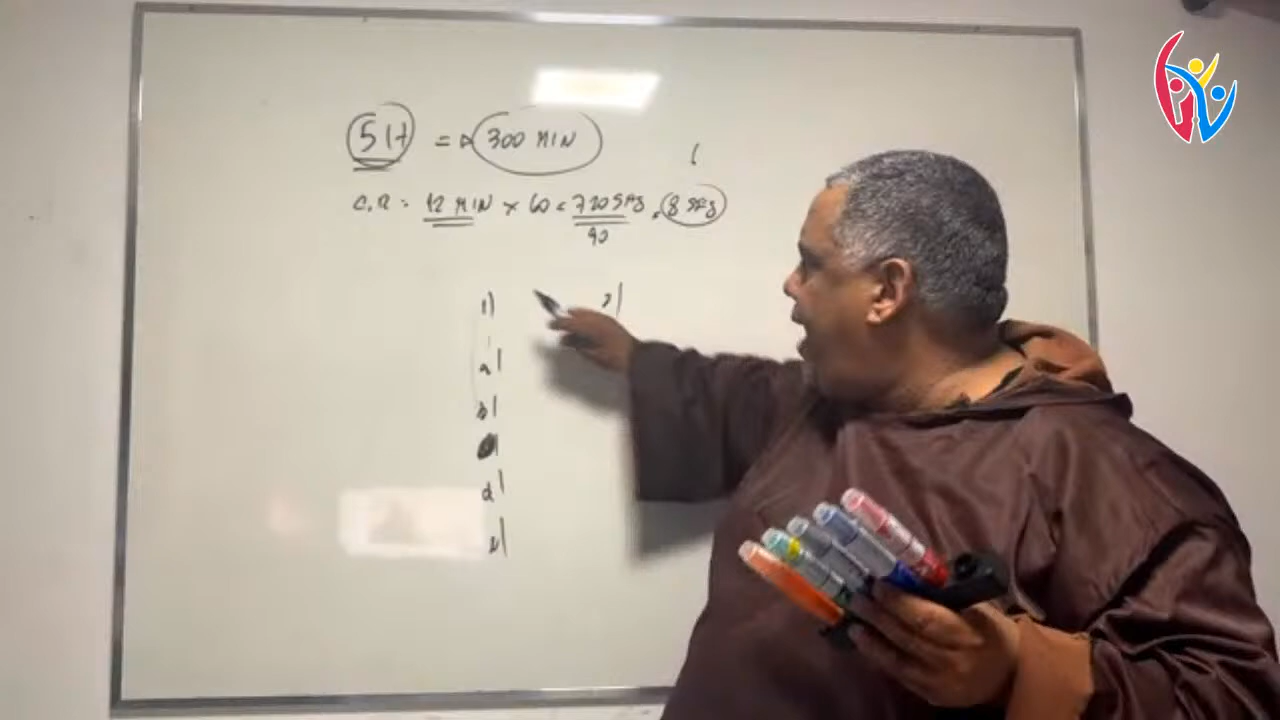 5H = 300 MIN
C.R = 12 MIN x 60 = 720 SEG = 8 SEG
90
1) 2)
a)
b)
d)
e)